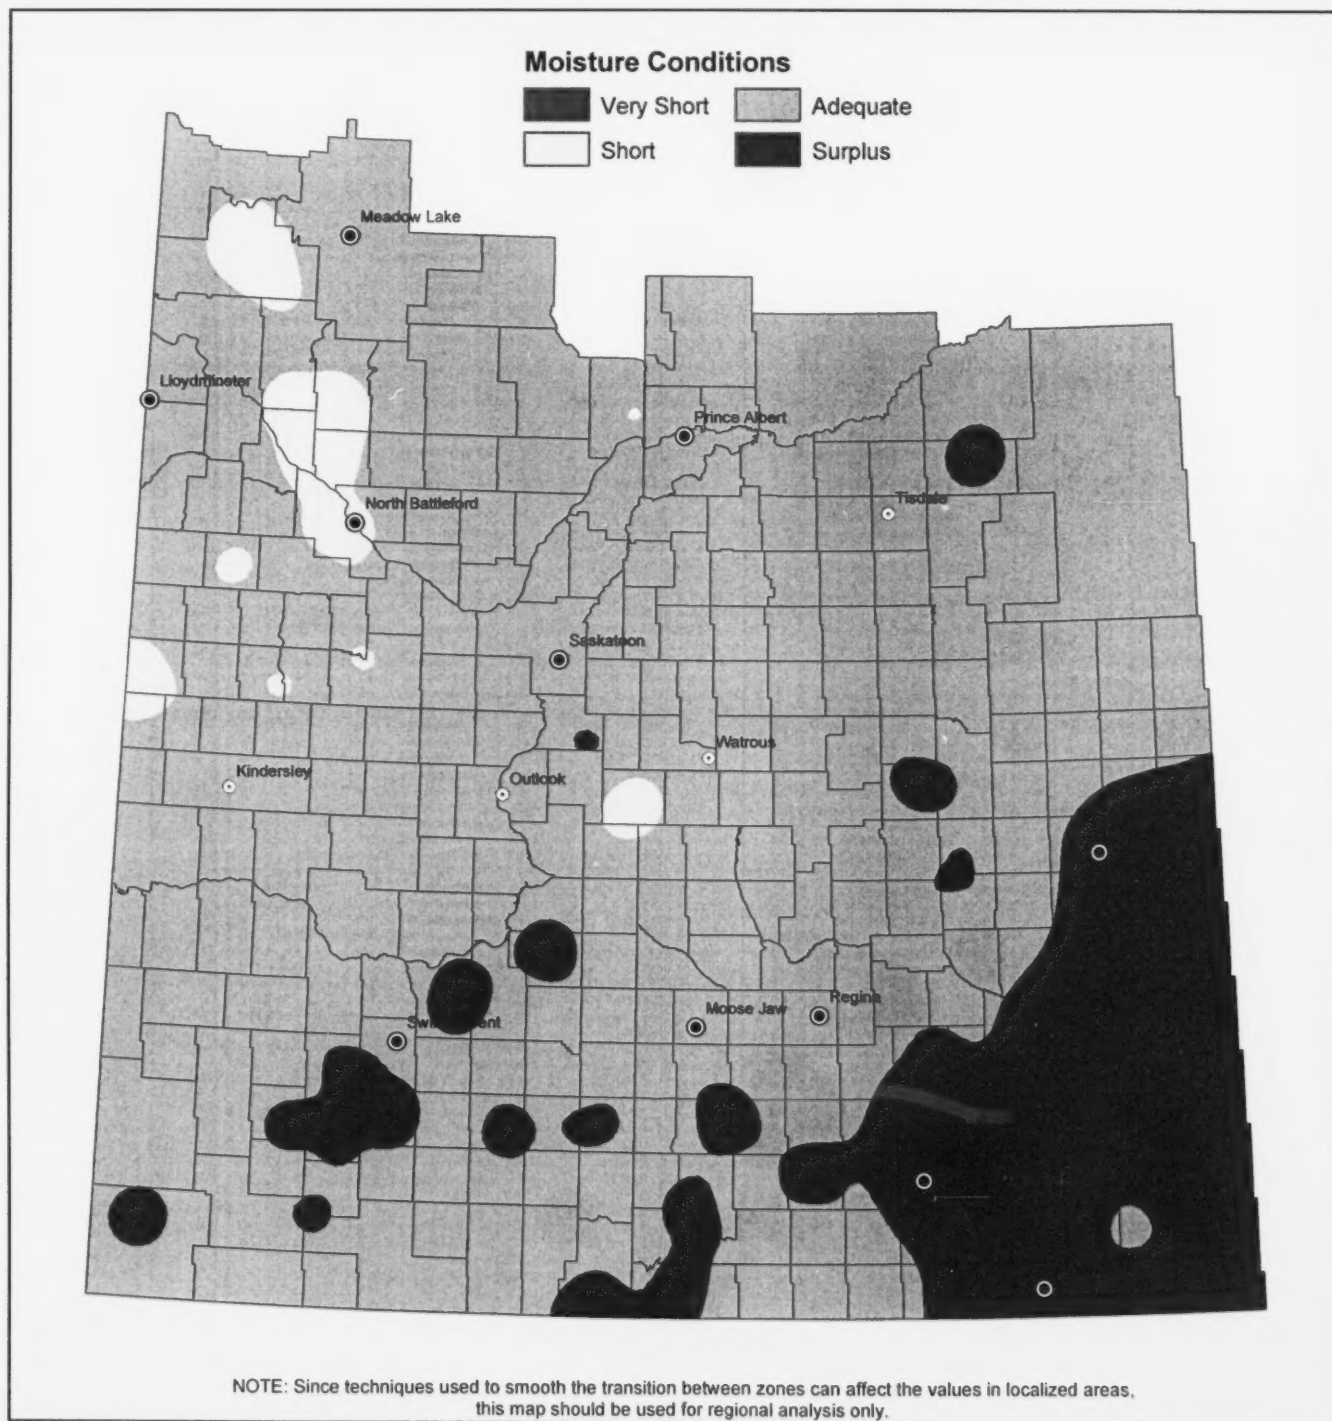 Moisture Conditions
Very Short
Adequate
Short
Surplus
Meadow Lake
Lloydminster
Prince Albert
North Battleford
Tisdale
Saskatoon
Watrous
Kindersley
Outlook
Regina
Moose Jaw
NOTE: Since techniques used to smooth the transition between zones can affect the values in localized areas,
this map should be used for regional analysis only.